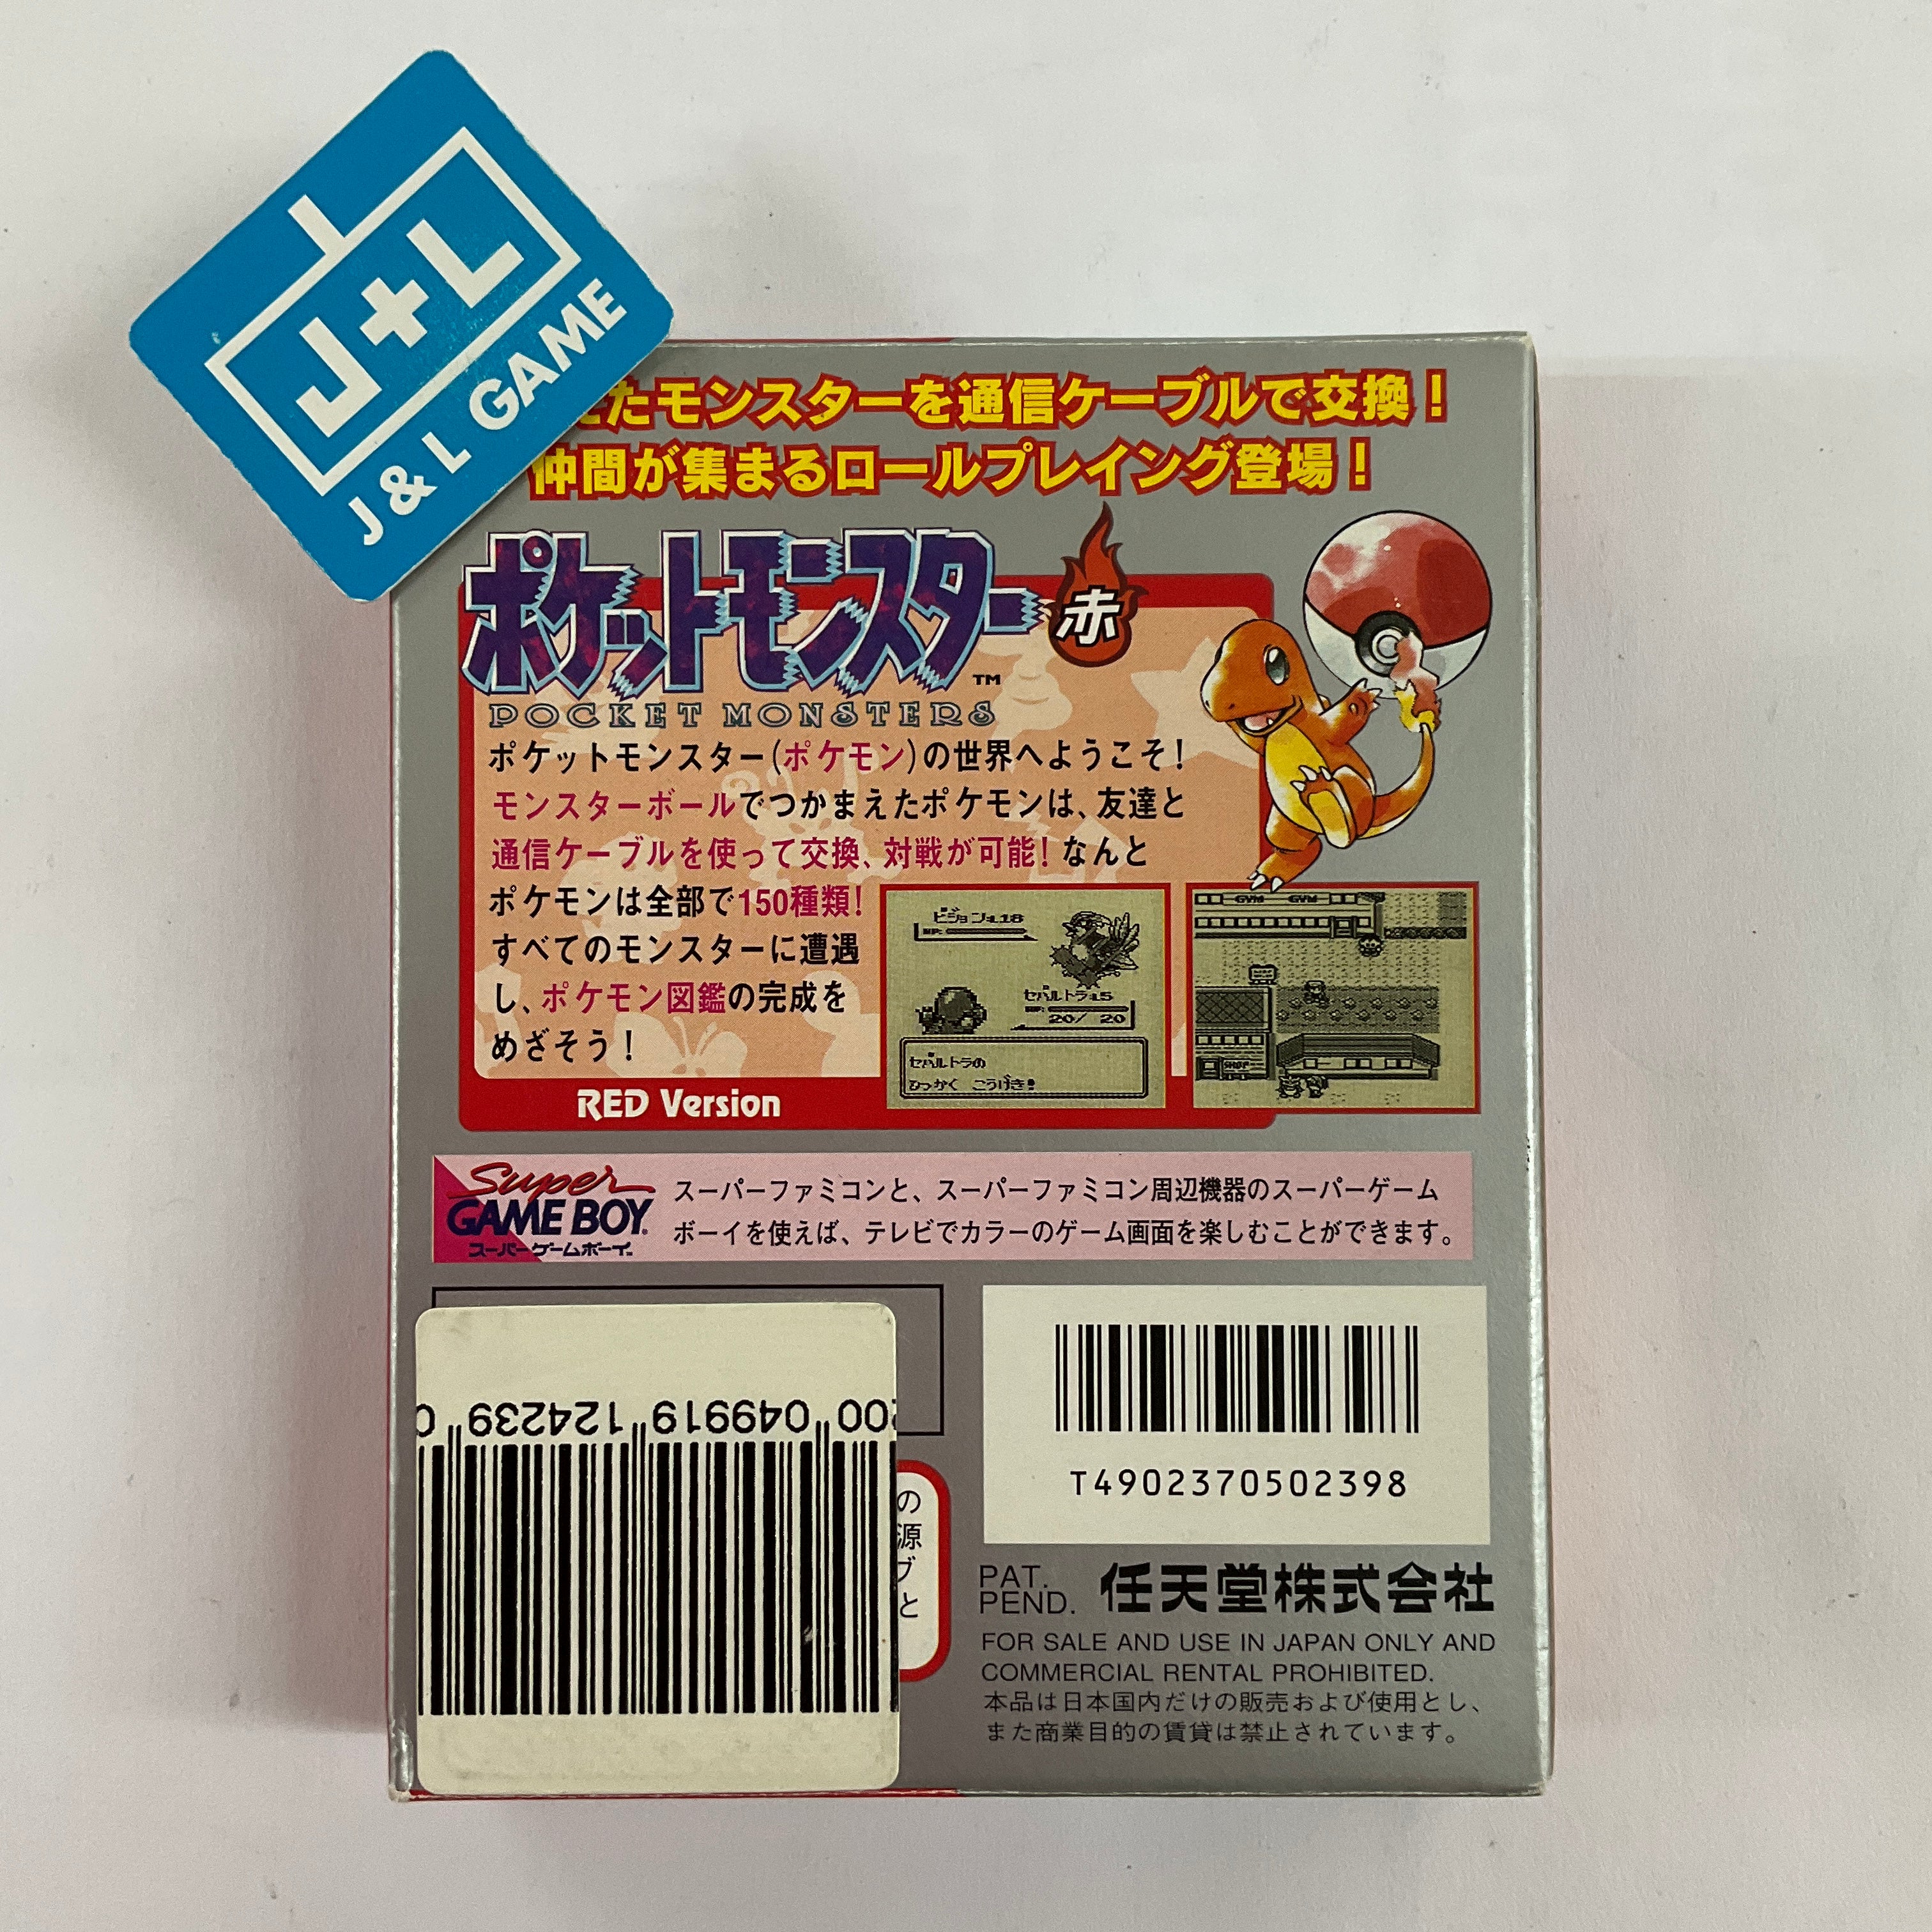 J+L
J & L GAME
たモンスターを通信ケーブルで交換！
仲間が集まるロールプレイング登場！
ポケットモンスター 赤
TM
POCKET MONSTERS
ポケットモンスター(ポケモン)の世界へようこそ！
モンスターボールでつかまえたポケモンは、友達と
通信ケーブルを使って交換、対戦が可能！なんと
ポケモンは全部で150種類！
すべてのモンスターに遭遇
し、ポケモン図鑑の完成を
めざそう！
ピジョン:L18
HP:
セバルトラ:L5
HP:
20/ 20
セバルトラの
ひっかく こうげき！
GYM GYM
SHOP
RED Version
Super
GAME BOY
スーパーゲームボーイ
スーパーファミコンと、スーパーファミコン周辺機器のスーパーゲーム
ボーイを使えば、テレビでカラーのゲーム画面を楽しむことができます。
200 049919 124239 0
の
源
ブ
と
T4902370502398
PAT.
PEND.
任天堂株式会社
FOR SALE AND USE IN JAPAN ONLY AND
COMMERCIAL RENTAL PROHIBITED.
本品は日本国内だけの販売および使用とし、
また商業目的の賃貸は禁止されています。